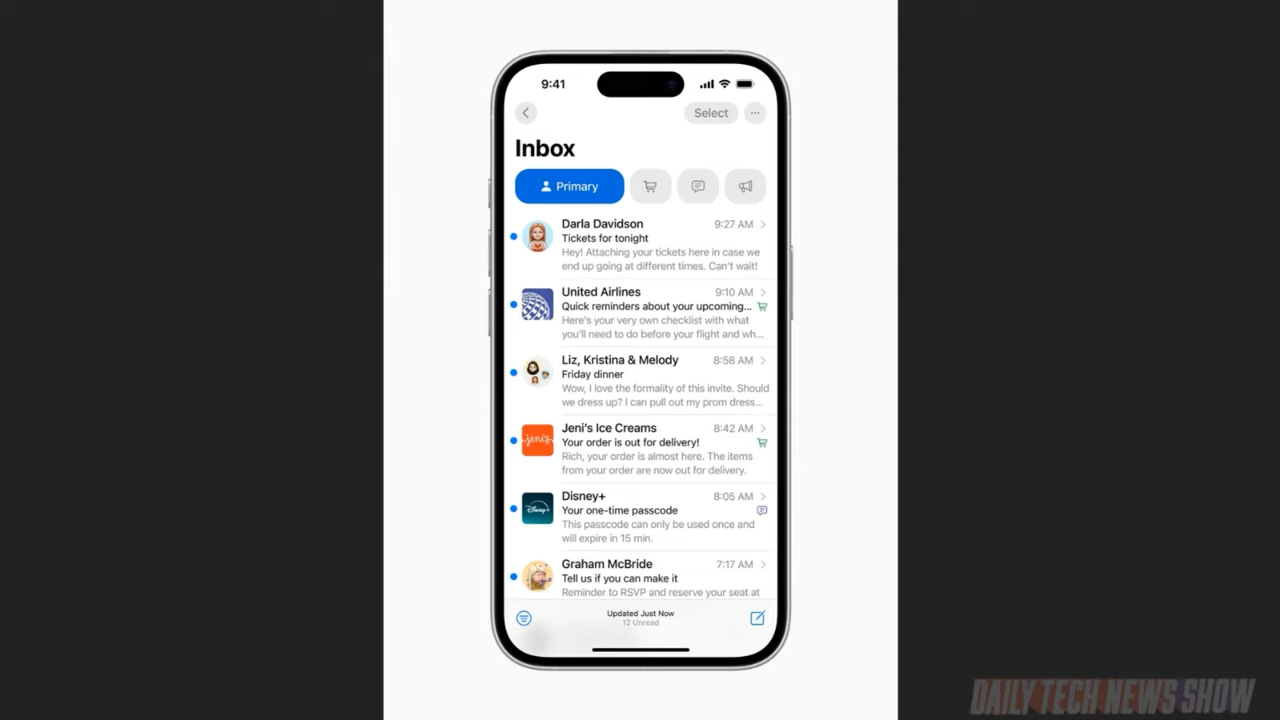 9:41
Select
Inbox
Primary
Darla Davidson 9:27 AM
Tickets for tonight
Hey! Attaching your tickets here in case we
end up going at different times. Can't wait!
United Airlines 9:10 AM
Quick reminders about your upcoming...
Here's your very own checklist with what
you'll need to do before your flight and wh...
Liz, Kristina & Melody 8:58 AM
Friday dinner
Wow, I love the formality of this invite. Should
we dress up? I can pull out my prom dress...
Jeni's Ice Creams 8:42 AM
jeni's
Your order is out for delivery!
Rich, your order is almost here. The items
from your order are now out for delivery.
Disney+ 8:05 AM
Disney+
Your one-time passcode
This passcode can only be used once and
will expire in 15 min.
Graham McBride 7:17 AM
Tell us if you can make it
Reminder to RSVP and reserve your seat at
Updated Just Now
12 Unread
DAILY TECH NEWS SHOW